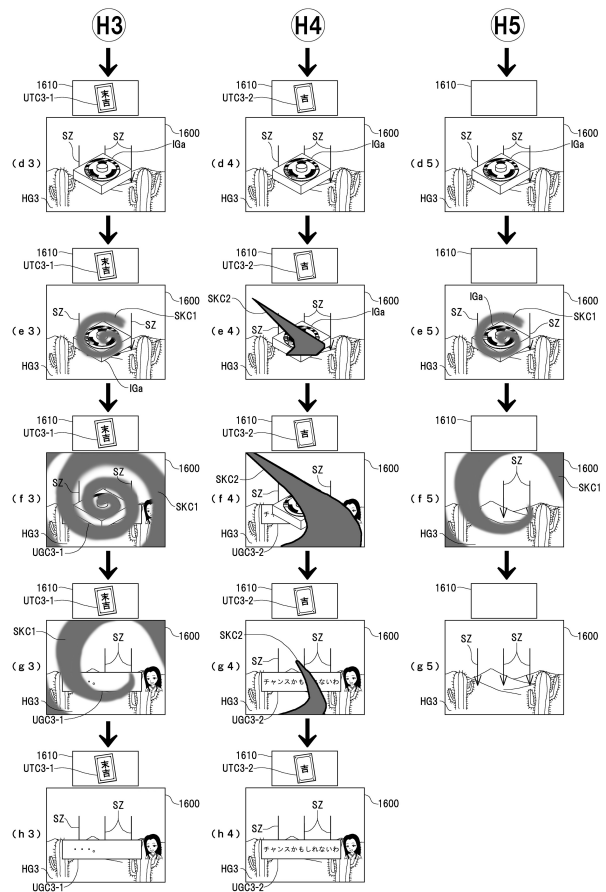 H3 H4 H5
1610 1610 1610
UTC3-1 末吉 UTC3-2 吉
(d3) SZ SZ 1600 IGa HG3
(d4) SZ SZ 1600 IGa HG3
(d5) SZ SZ 1600 IGa HG3
1610 1610 1610
UTC3-1 末吉 UTC3-2 吉
(e3) SZ 1600 SKC1 SZ HG3 IGa
(e4) SKC2 SZ 1600 SZ IGa HG3
(e5) IGa 1600 SZ SKC1 SZ HG3
1610 1610 1610
UTC3-1 末吉 UTC3-2 吉
(f3) SZ SZ 1600 SKC1 HG3 UGC3-1
(f4) SKC2 SZ 1600 SZ チ HG3 UGC3-2
(f5) SZ 1600 SKC1 HG3
1610 1610 1610
UTC3-1 末吉 UTC3-2 吉
(g3) SKC1 SZ 1600 ・。 HG3 UGC3-1
(g4) SKC2 SZ 1600 SZ チャンスかもしれないわ HG3 UGC3-2
(g5) SZ SZ 1600 HG3
1610 1610
UTC3-1 末吉 UTC3-2 吉
(h3) SZ 1600 SZ ・・・。 HG3 UGC3-1
(h4) SZ 1600 SZ チャンスかもしれないわ HG3 UGC3-2